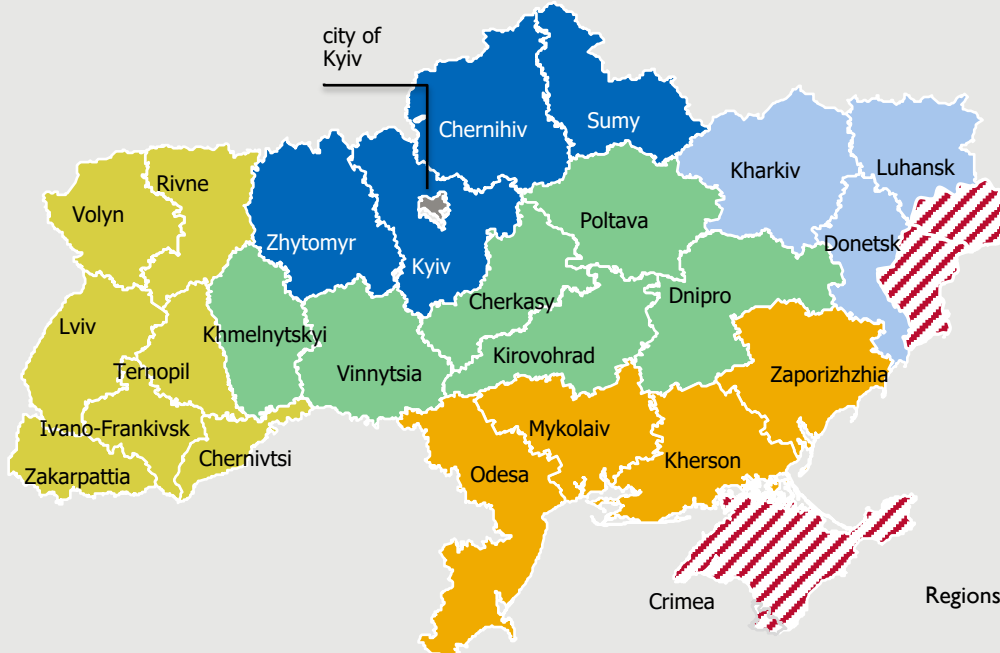 city of
Kyiv
Chernihiv
Sumy
Kharkiv
Luhansk
Rivne
Volyn
Poltava
Zhytomyr
Donetsk
Kyiv
Cherkasy
Dnipro
Lviv
Khmelnytskyi
Kirovohrad
Ternopil
Vinnytsia
Zaporizhzhia
Ivano-Frankivsk
Mykolaiv
Chernivtsi
Kherson
Zakarpattia
Odesa
Crimea
Regions